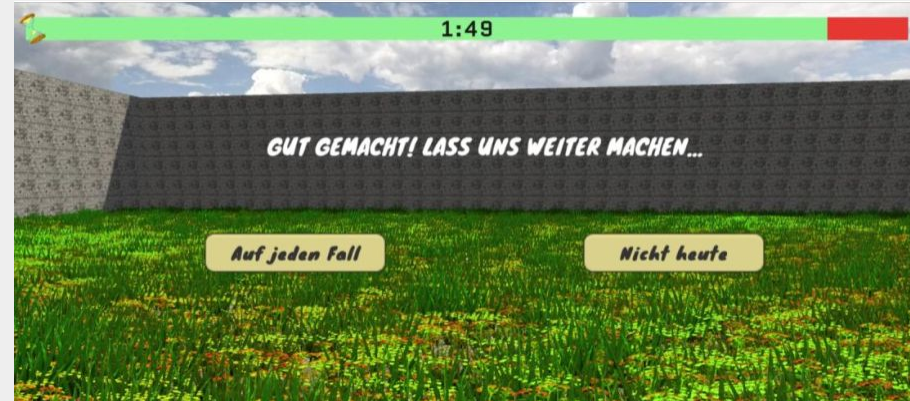 1:49
GUT GEMACHT! LASS UNS WEITER MACHEN...
Auf jeden Fall
Nicht heute